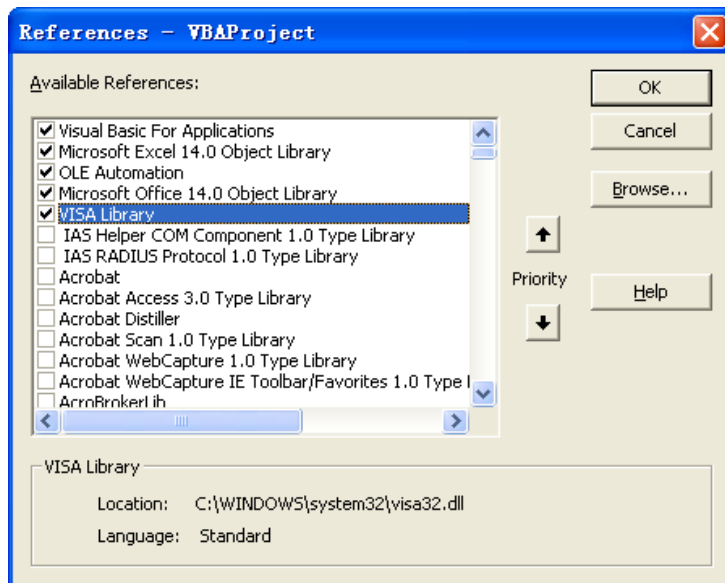 References - VBAProject
Available References:
OK
Visual Basic For Applications
Microsoft Excel 14.0 Object Library
OLE Automation
Microsoft Office 14.0 Object Library
VISA Library
IAS Helper COM Component 1.0 Type Library
IAS RADIUS Protocol 1.0 Type Library
Acrobat
Acrobat Access 3.0 Type Library
Acrobat Distiller
Acrobat Scan 1.0 Type Library
Acrobat WebCapture 1.0 Type Library
Acrobat WebCapture IE Toolbar/Favorites 1.0 Type
AcroBrokerLib
Cancel
Browse...
Priority
Help
VISA Library
Location: C:\WINDOWS\system32\visa32.dll
Language: Standard